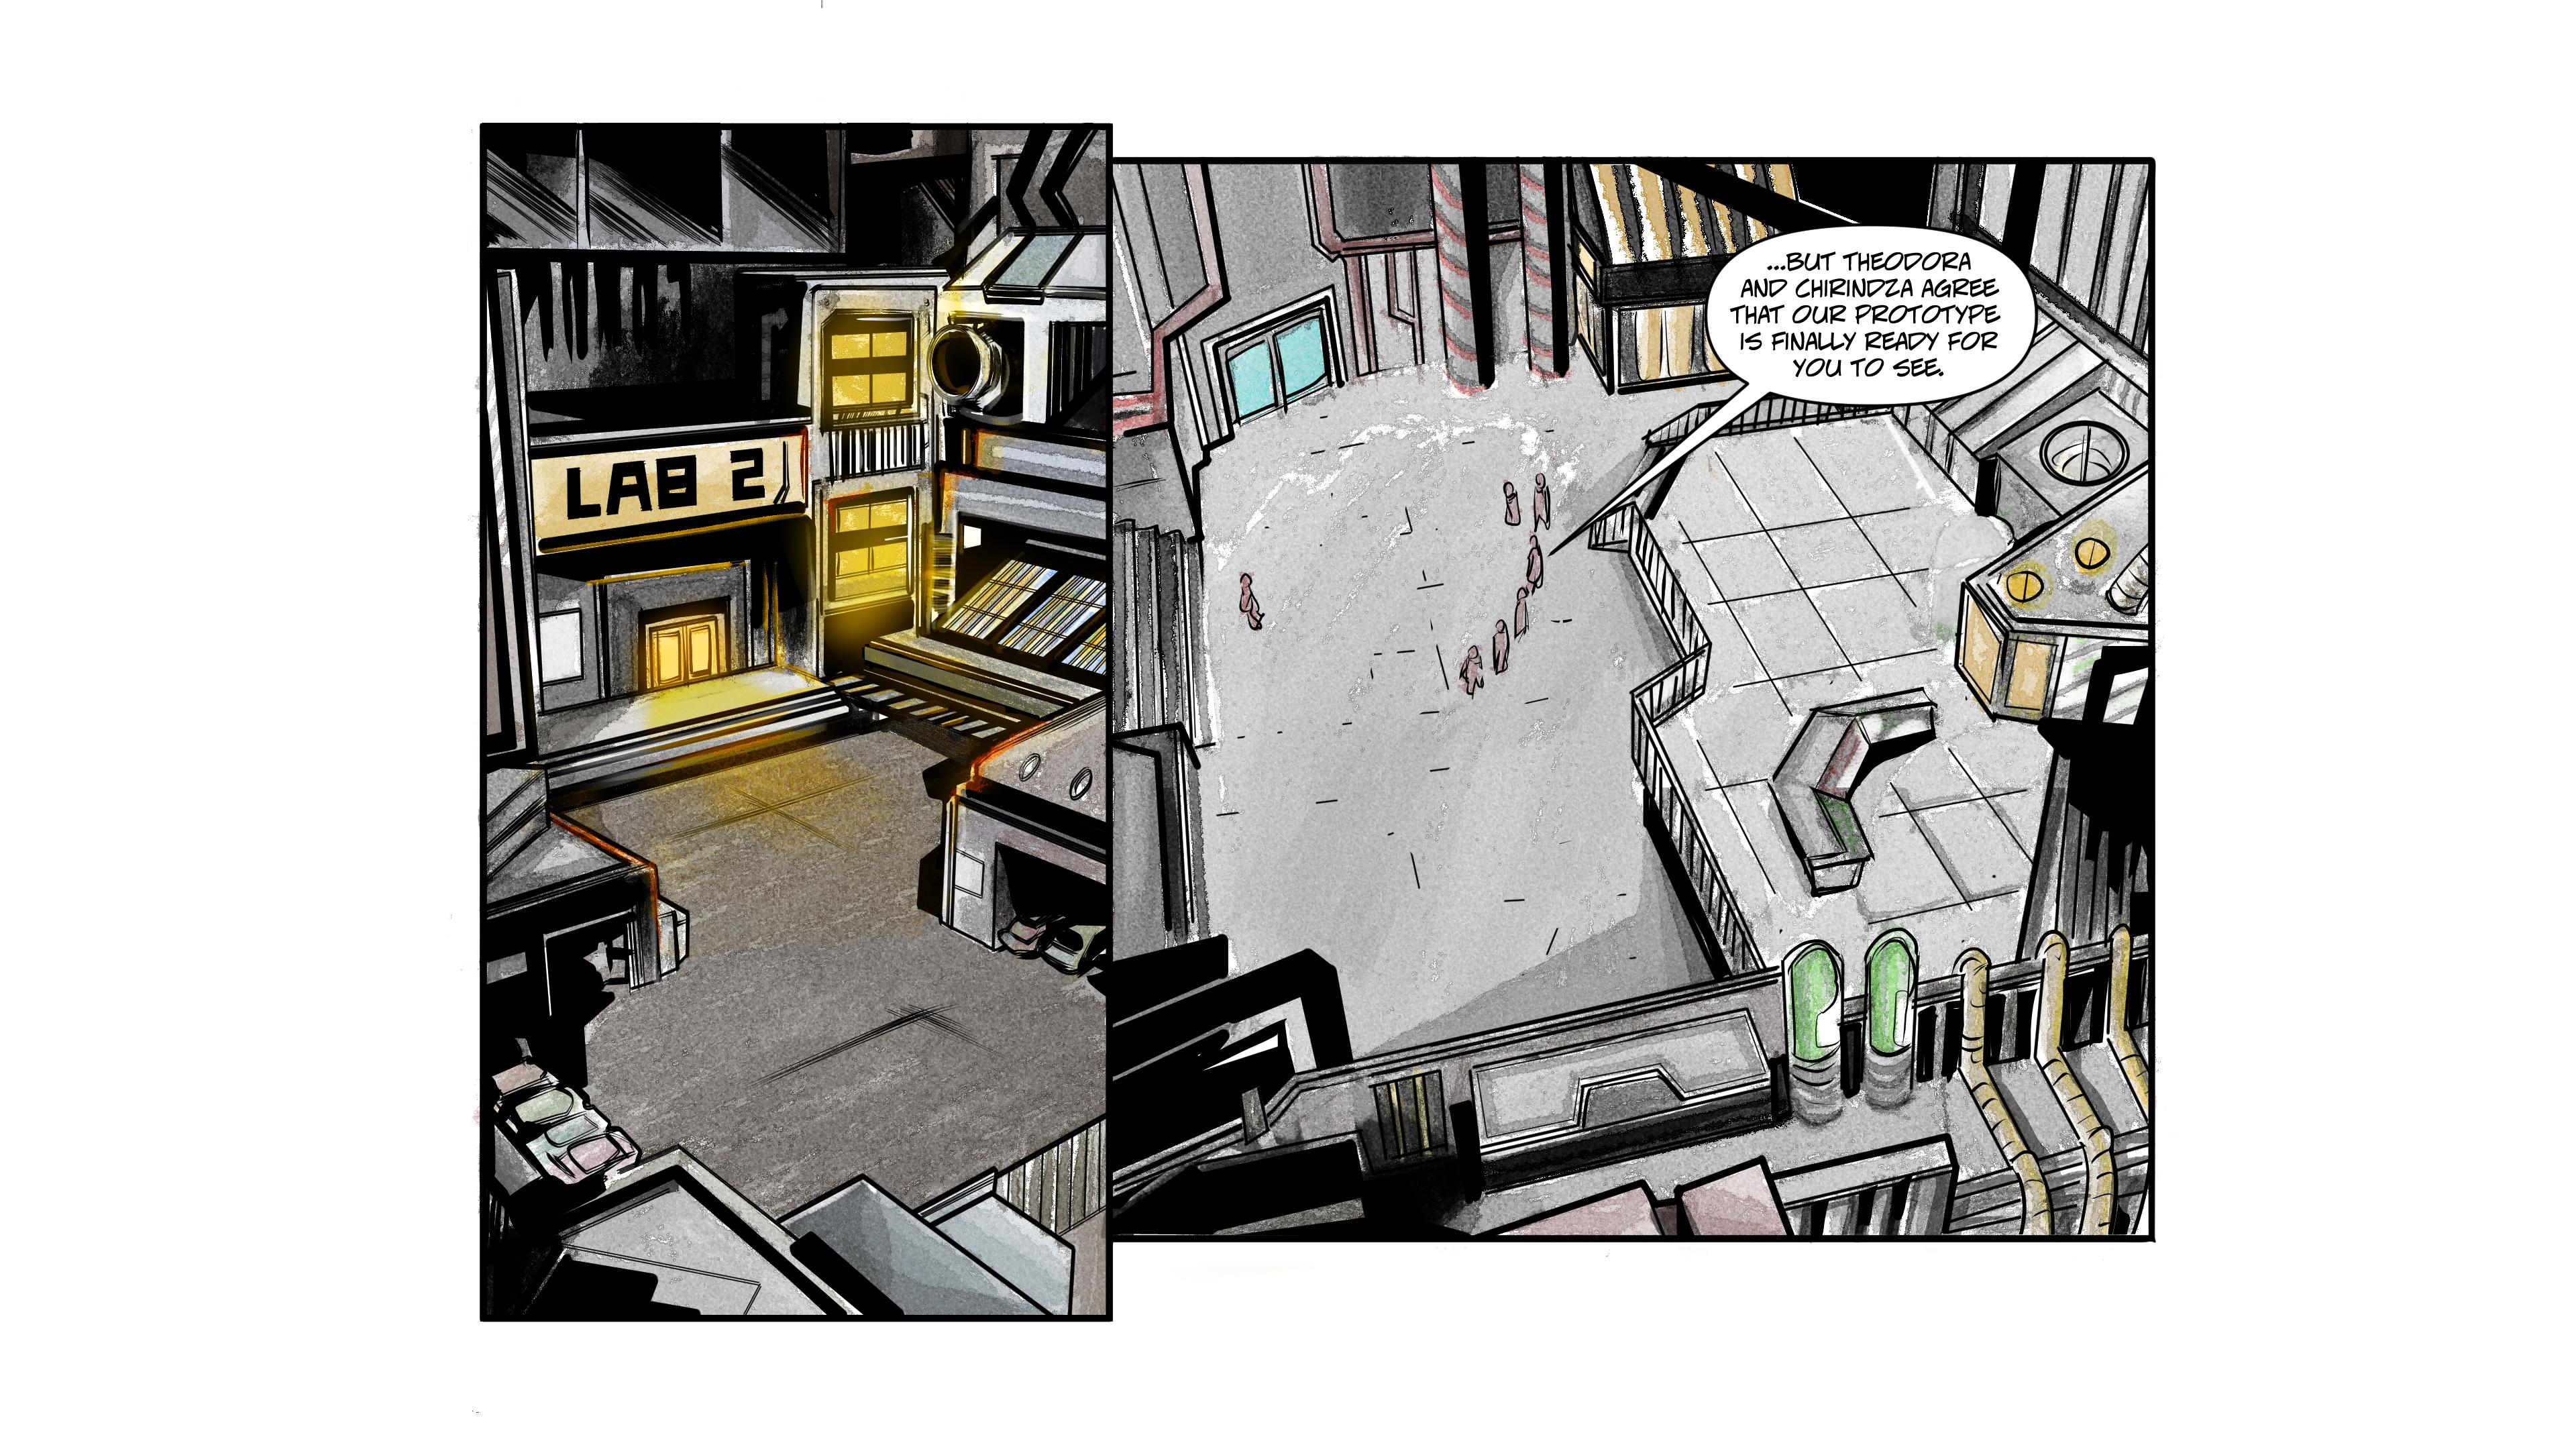 LAB 2
...BUT THEODORA
AND CHIRINDZA AGREE
THAT OUR PROTOTYPE
IS FINALLY READY FOR
YOU TO SEE.